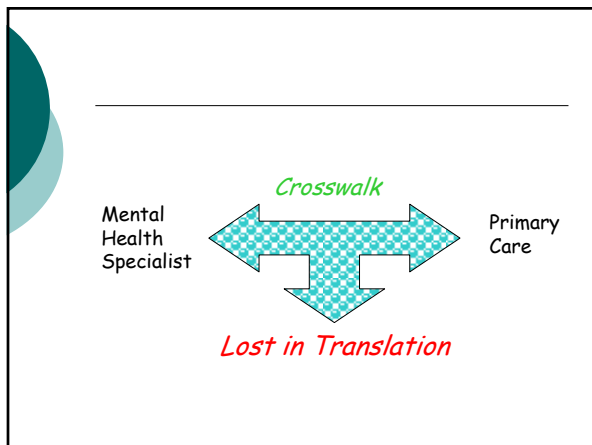 Crosswalk
Mental
Health
Specialist
Primary
Care
Lost in Translation